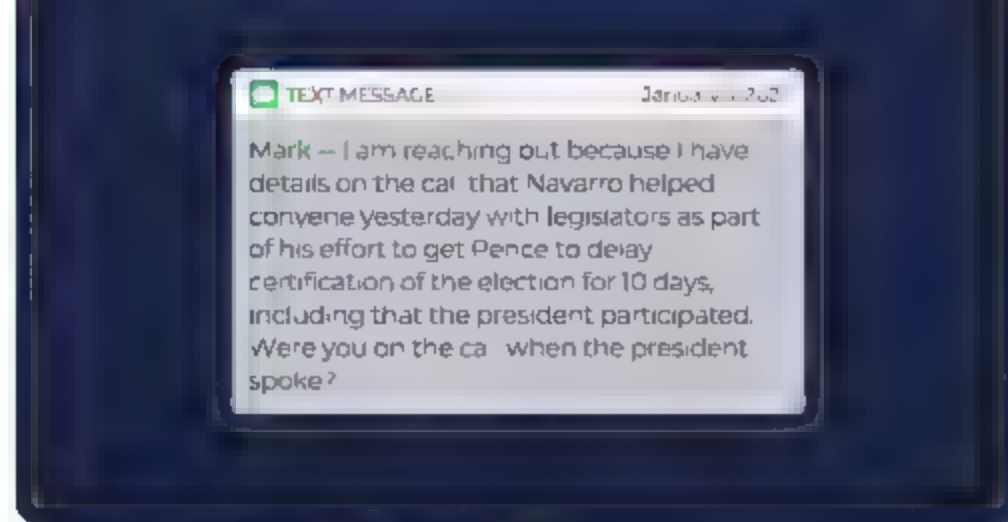 TEXT MESSAGE
Mark – I am reaching out because I have
details on the call that Navarro helped
convene yesterday with legislators as part
of his effort to get Pence to delay
certification of the election for 10 days,
including that the president participated.
Were you on the call when the president
spoke?